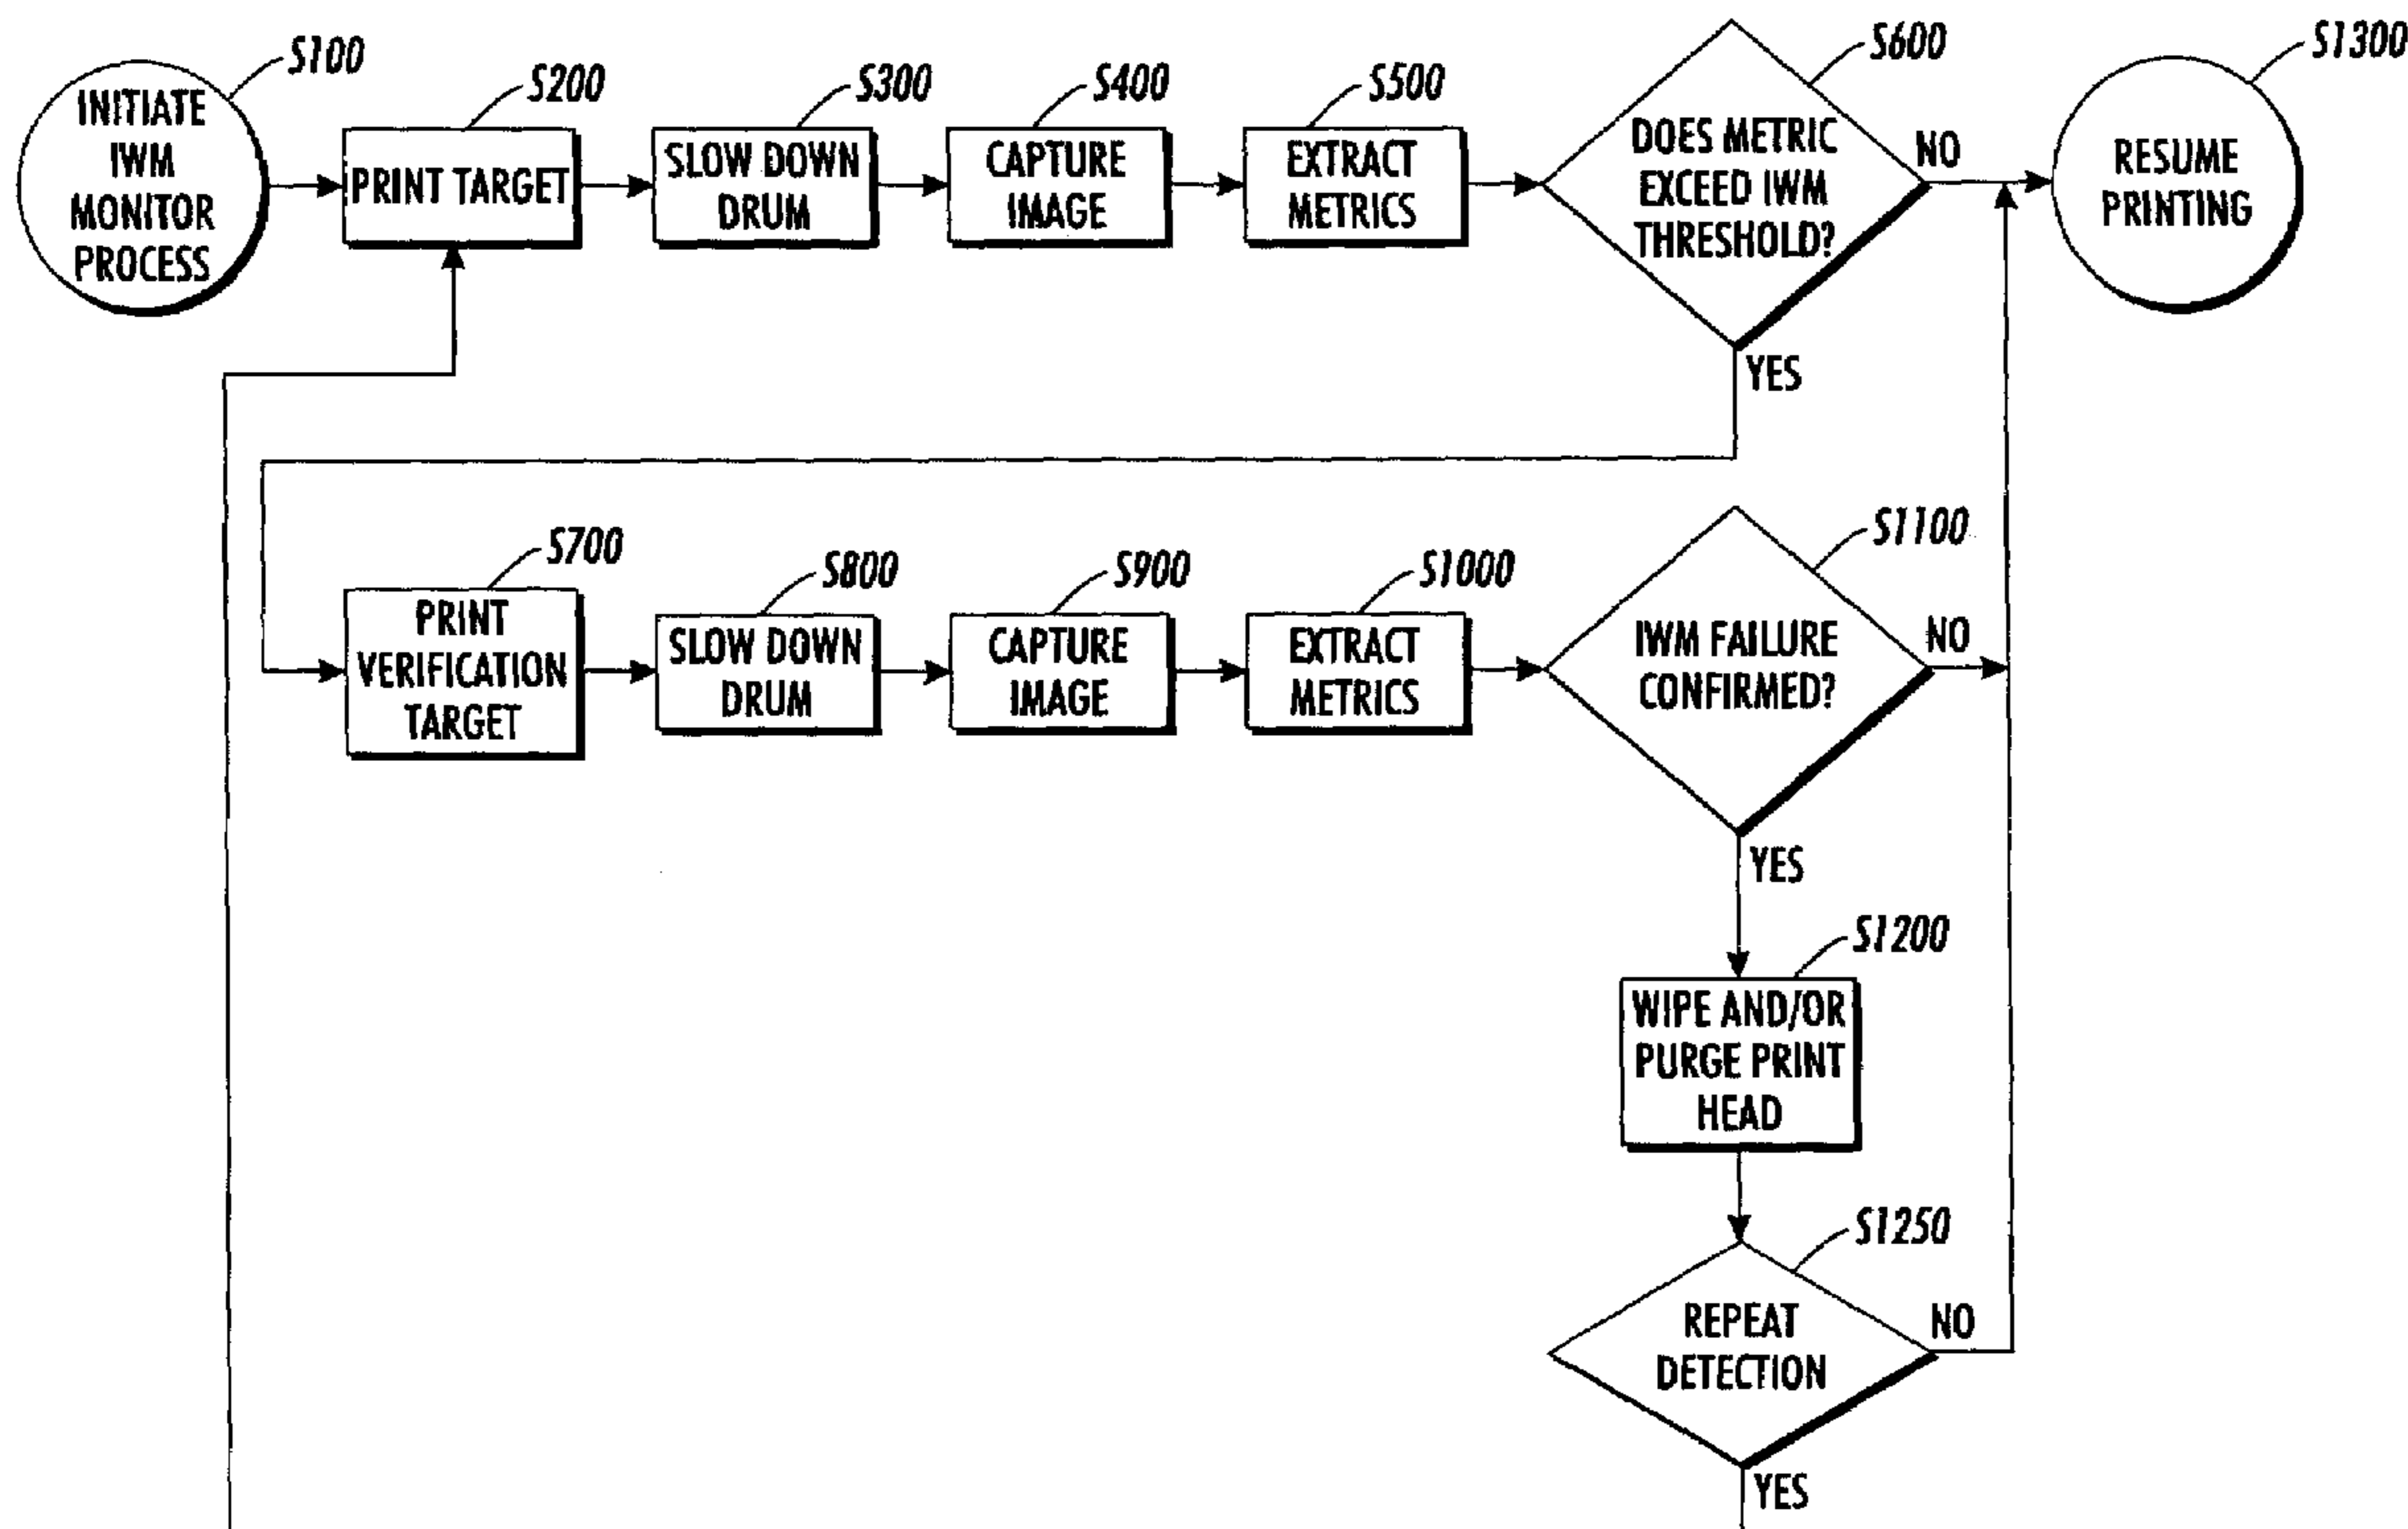 S100
INITIATE
IWM
MONITOR
PROCESS
S200
PRINT TARGET
S300
SLOW DOWN
DRUM
S400
CAPTURE
IMAGE
S500
EXTRACT
METRICS
S600
DOES METRIC
EXCEED IWM
THRESHOLD?
NO
YES
S1300
RESUME
PRINTING
S700
PRINT
VERIFICATION
TARGET
S800
SLOW DOWN
DRUM
S900
CAPTURE
IMAGE
S1000
EXTRACT
METRICS
S1100
IWM FAILURE
CONFIRMED?
NO
YES
S1200
WIPE AND/OR
PURGE PRINT
HEAD
S1250
REPEAT
DETECTION
NO
YES